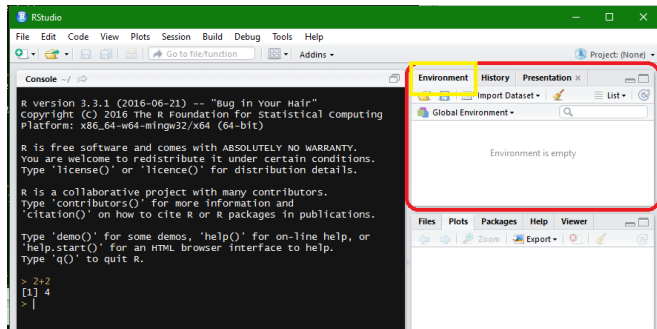 RStudio
File Edit Code View Plots Session Build Debug Tools Help
Go to file/function Addins Project: (None)
Console ~/
R version 3.3.1 (2016-06-21) -- "Bug in Your Hair"
Copyright (C) 2016 The R Foundation for Statistical Computing
Platform: x86_64-w64-mingw32/x64 (64-bit)
R is free software and comes with ABSOLUTELY NO WARRANTY.
You are welcome to redistribute it under certain conditions.
Type 'license()' or 'licence()' for distribution details.
R is a collaborative project with many contributors.
Type 'contributors()' for more information and
'citation()' on how to cite R or R packages in publications.
Type 'demo()' for some demos, 'help()' for on-line help, or
'help.start()' for an HTML browser interface to help.
Type 'q()' to quit R.
> 2+2
[1] 4
>
Environment History Presentation
Import Dataset List
Global Environment
Environment is empty
Files Plots Packages Help Viewer
Zoom Export